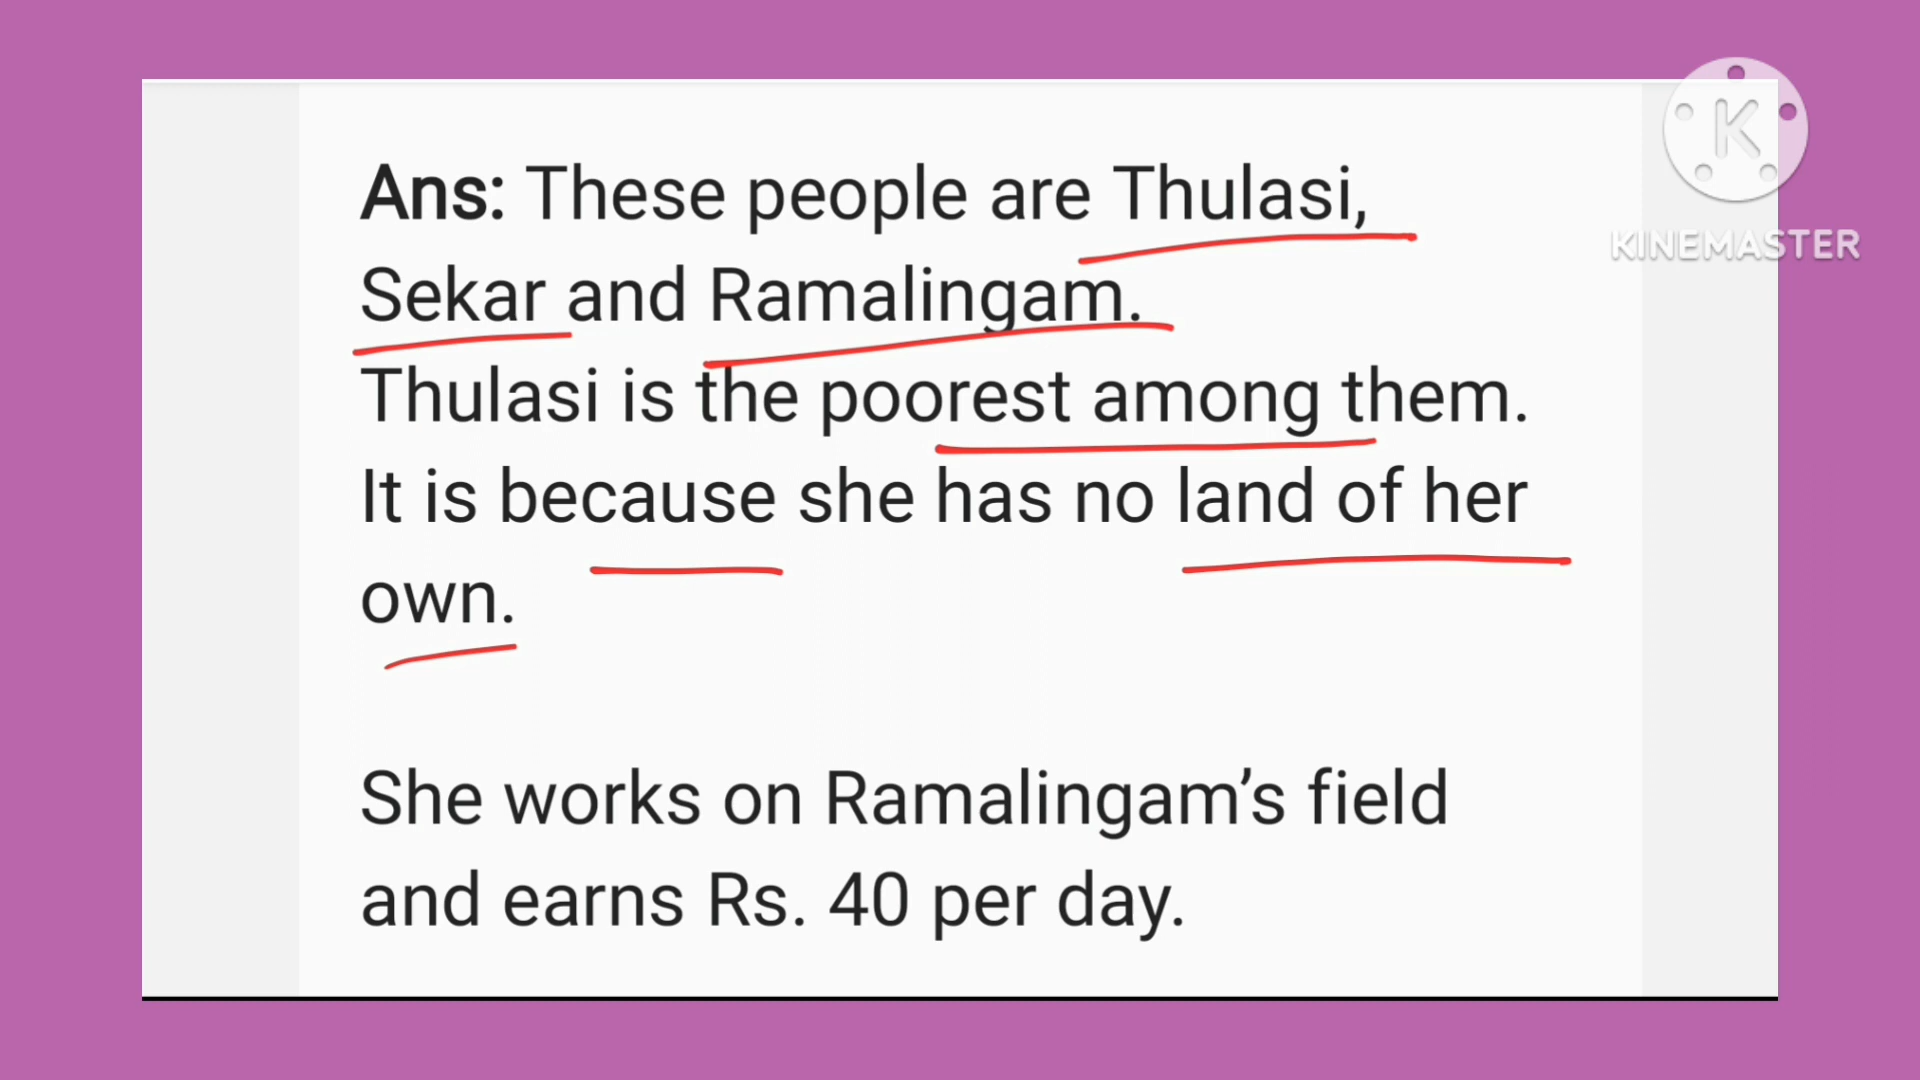 Ans: These people are Thulasi,
Sekar and Ramalingam.
Thulasi is the poorest among them.
It is because she has no land of her
own.
She works on Ramalingam’s field
and earns Rs. 40 per day.
K
KINEMASTER